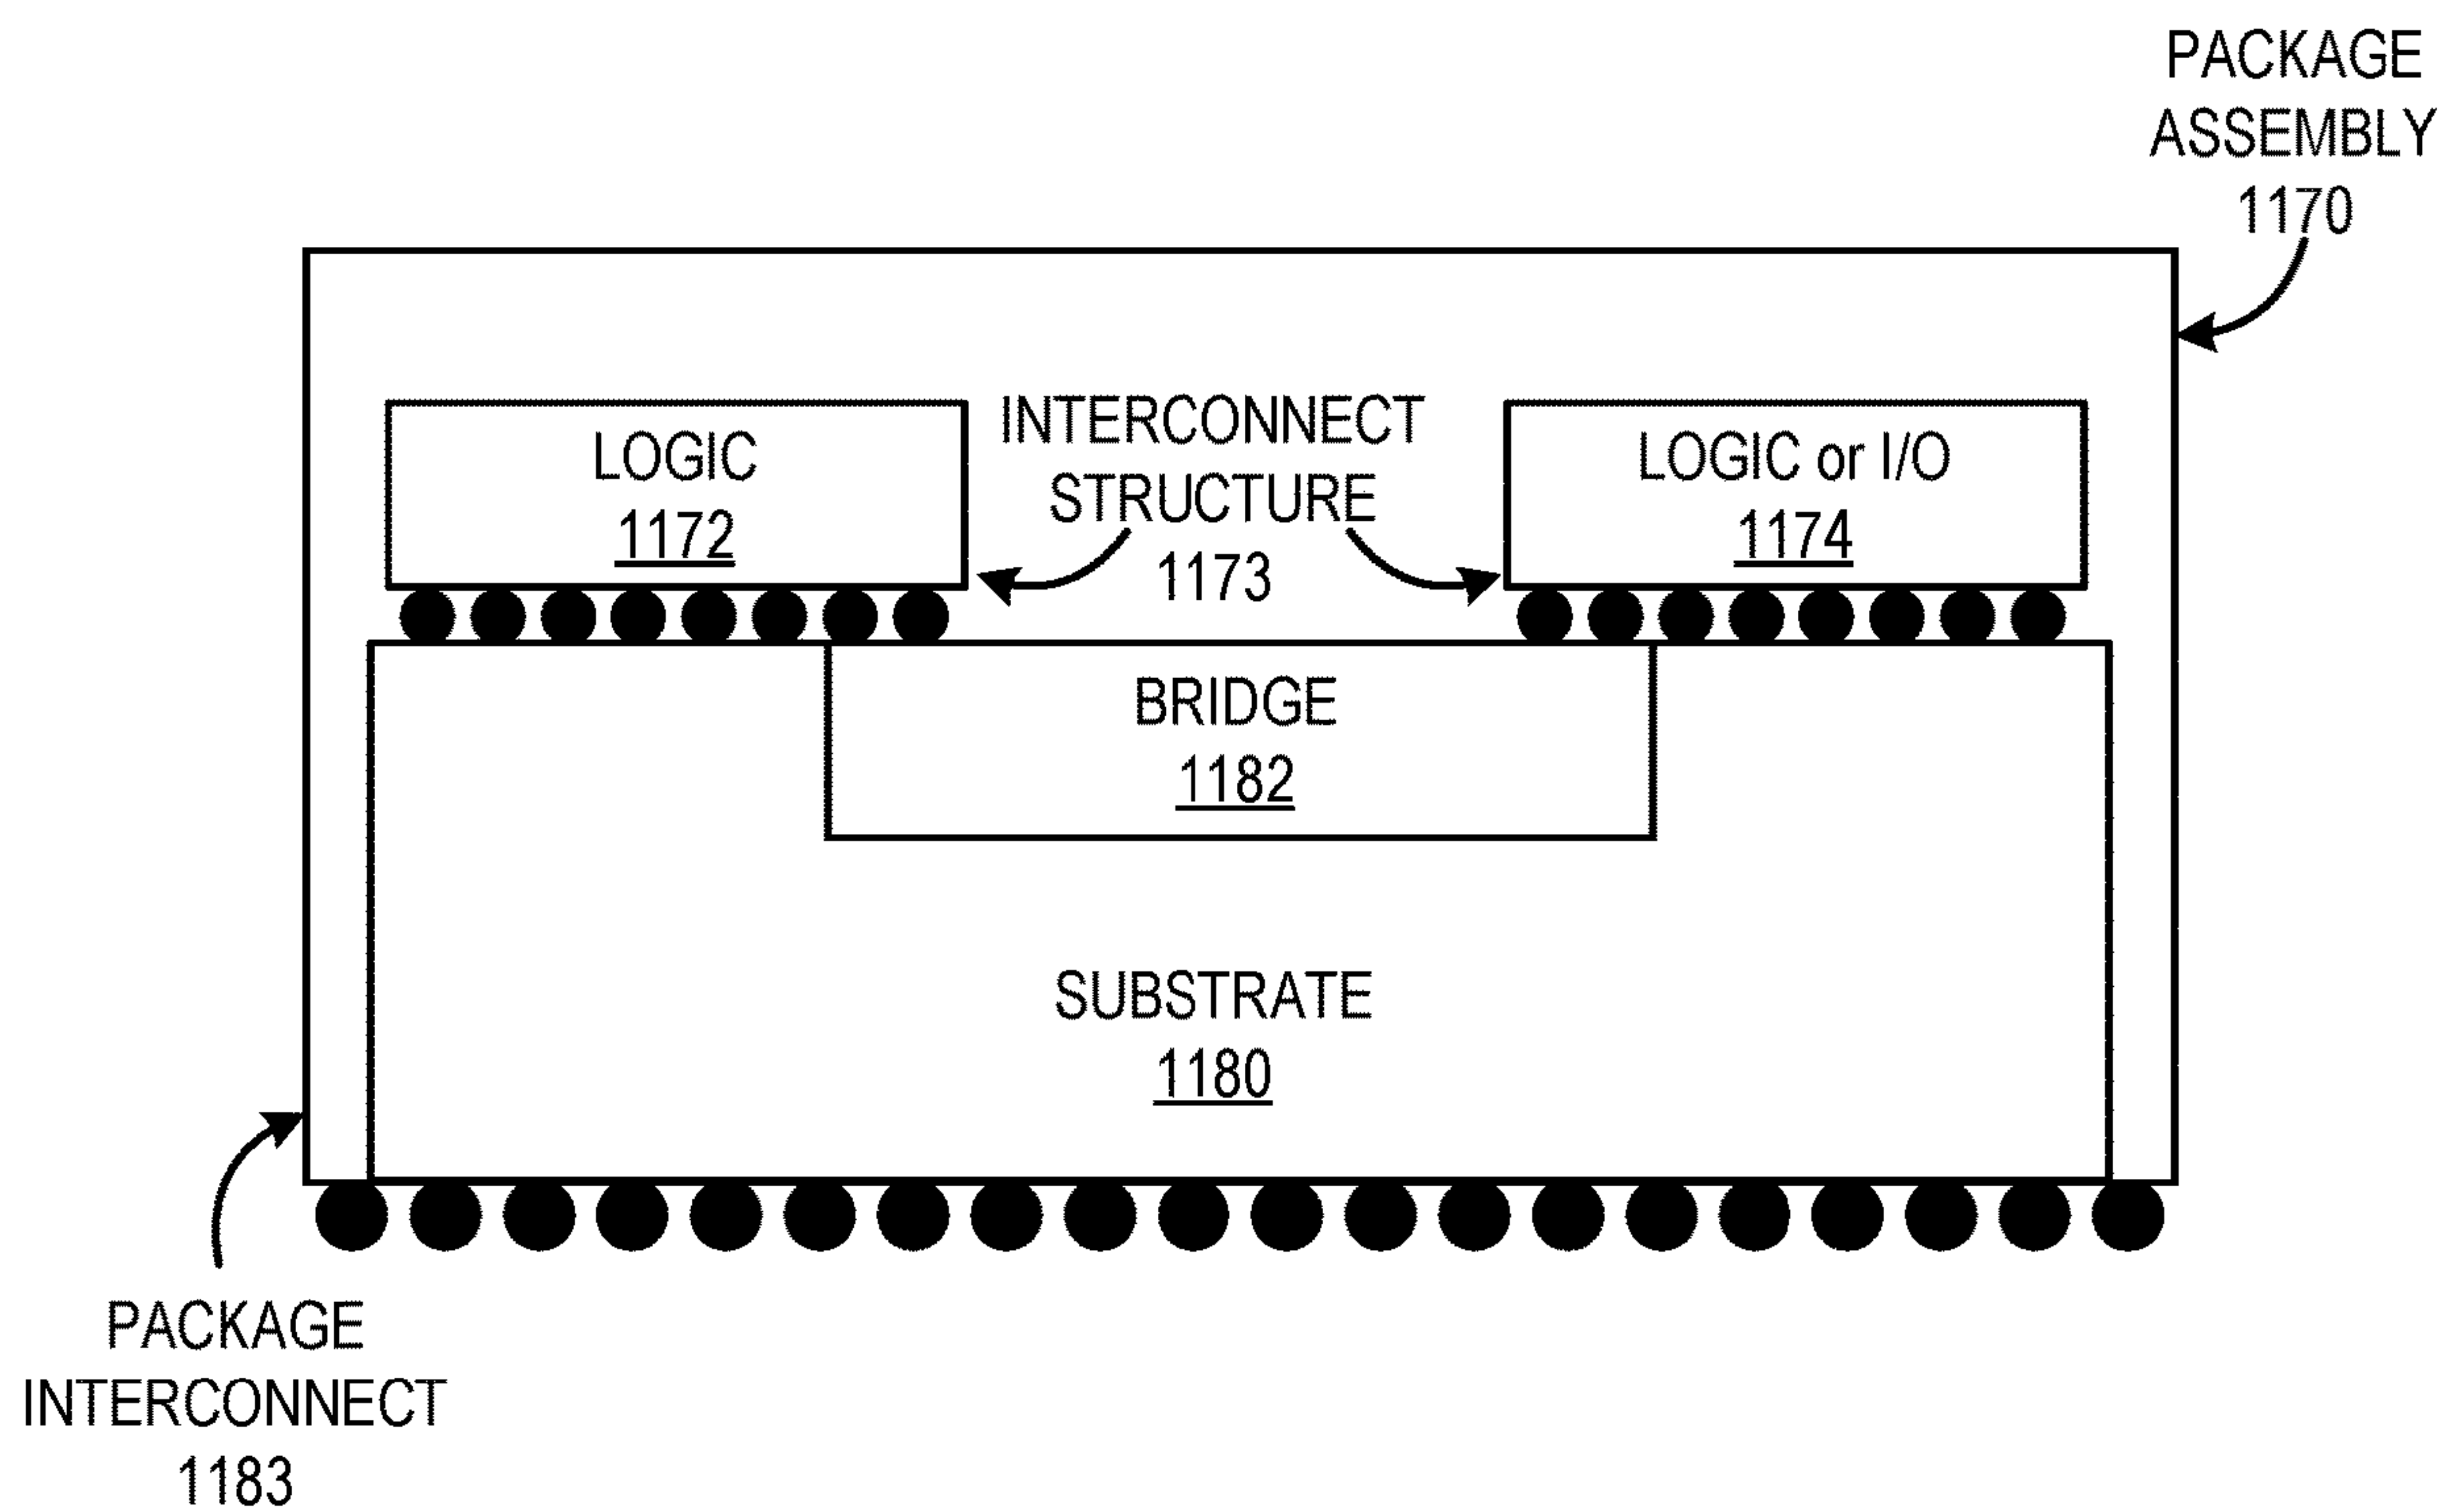 PACKAGE
ASSEMBLY
1170
LOGIC
1172
INTERCONNECT
STRUCTURE
1173
LOGIC or I/O
1174
BRIDGE
1182
SUBSTRATE
1180
PACKAGE
INTERCONNECT
1183